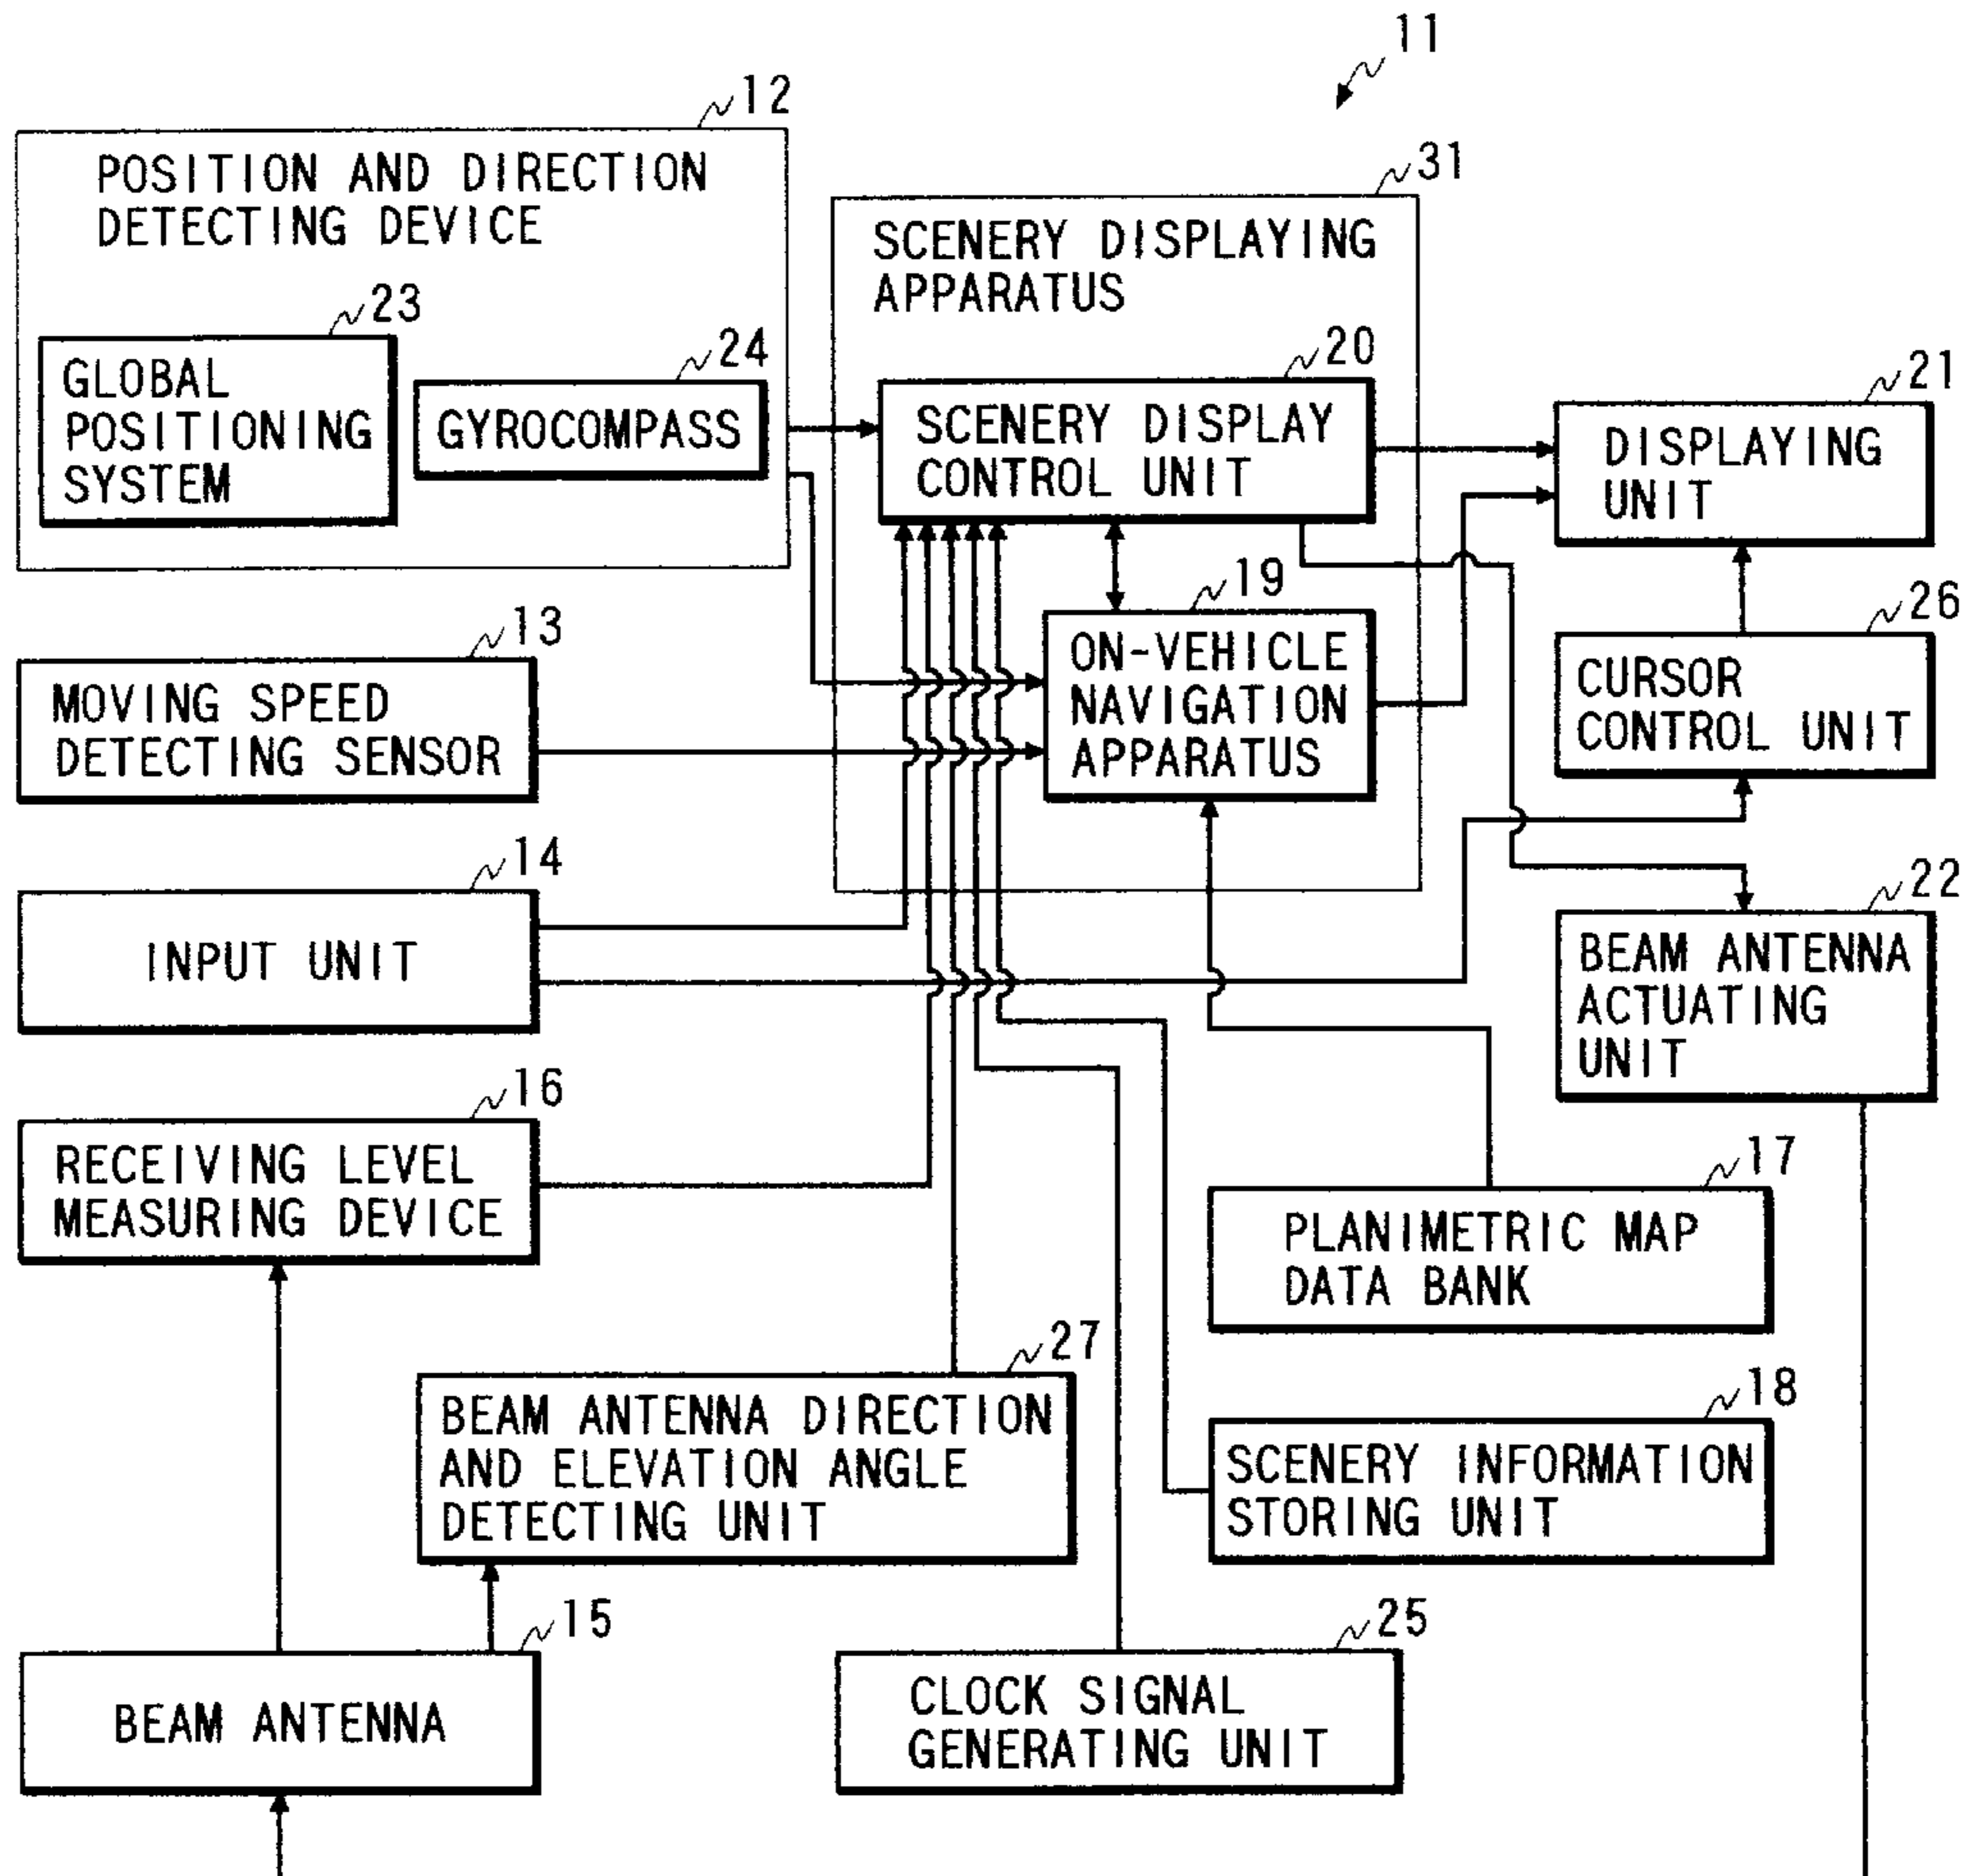 11
12
POSITION AND DIRECTION
DETECTING DEVICE
23
GLOBAL
POSITIONING
SYSTEM
24
GYROCOMPASS
31
SCENERY DISPLAYING
APPARATUS
20
SCENERY DISPLAY
CONTROL UNIT
21
DISPLAYING
UNIT
13
MOVING SPEED
DETECTING SENSOR
19
ON-VEHICLE
NAVIGATION
APPARATUS
26
CURSOR
CONTROL UNIT
14
INPUT UNIT
22
BEAM ANTENNA
ACTUATING
UNIT
16
RECEIVING LEVEL
MEASURING DEVICE
17
PLANIMETRIC MAP
DATA BANK
27
BEAM ANTENNA DIRECTION
AND ELEVATION ANGLE
DETECTING UNIT
18
SCENERY INFORMATION
STORING UNIT
15
BEAM ANTENNA
25
CLOCK SIGNAL
GENERATING UNIT